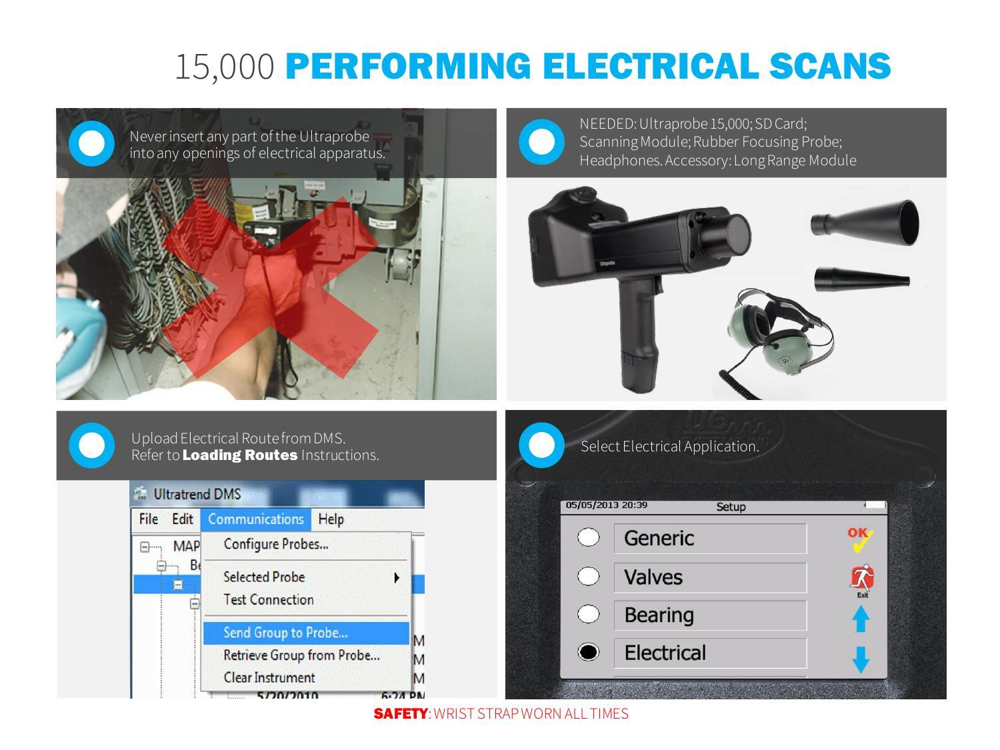 15,000 PERFORMING ELECTRICAL SCANS
Never insert any part of the Ultraprobe
into any openings of electrical apparatus.
NEEDED: Ultraprobe 15,000; SD Card;
Scanning Module; Rubber Focusing Probe;
Headphones. Accessory: Long Range Module
Ultraprobe
Upload Electrical Route from DMS.
Refer to Loading Routes Instructions.
Ultratrend DMS
File Edit Communications Help
MAP
Be
Configure Probes...
Selected Probe
Test Connection
Send Group to Probe...
M
Retrieve Group from Probe...
M
Clear Instrument
M
5/20/2010 6:24 PM
Select Electrical Application.
05/05/2013 20:39 Setup
Generic
OK
Valves
Exit
Bearing
Electrical
SAFETY: WRIST STRAP WORN ALL TIMES